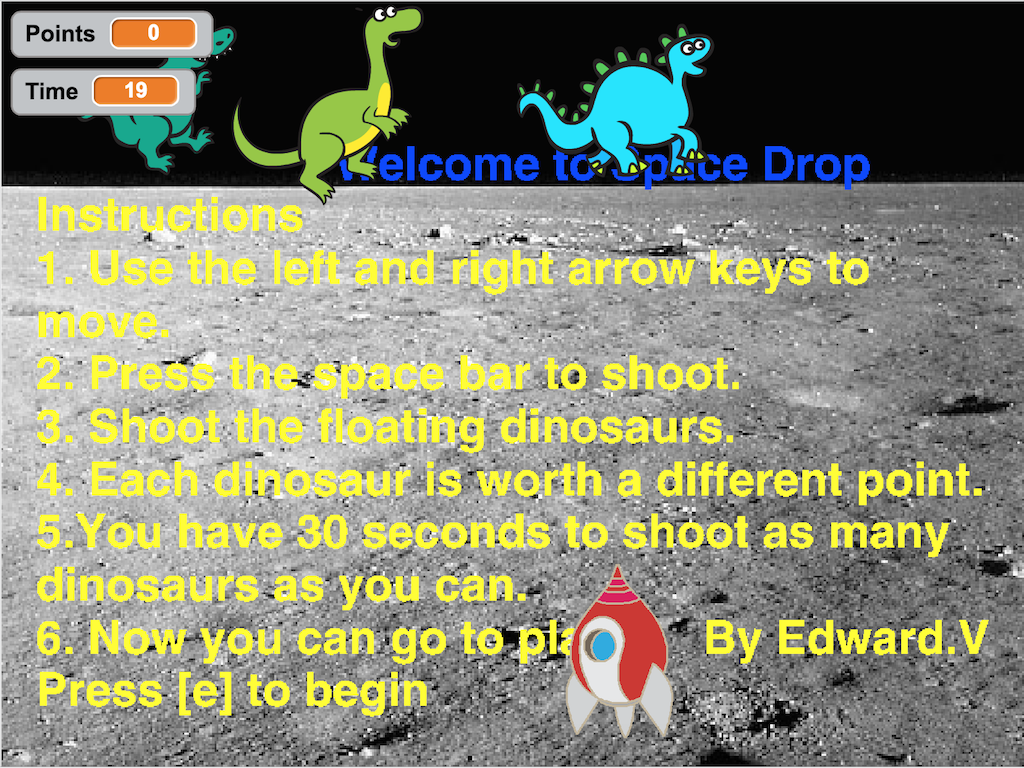 Points 0
Time 19
Welcome to Space Drop
Instructions
1. Use the left and right arrow keys to
move.
2. Press the space bar to shoot.
3. Shoot the floating dinosaurs.
4. Each dinosaur is worth a different point.
5.You have 30 seconds to shoot as many
dinosaurs as you can.
6. Now you can go to play By Edward.V
Press [e] to begin